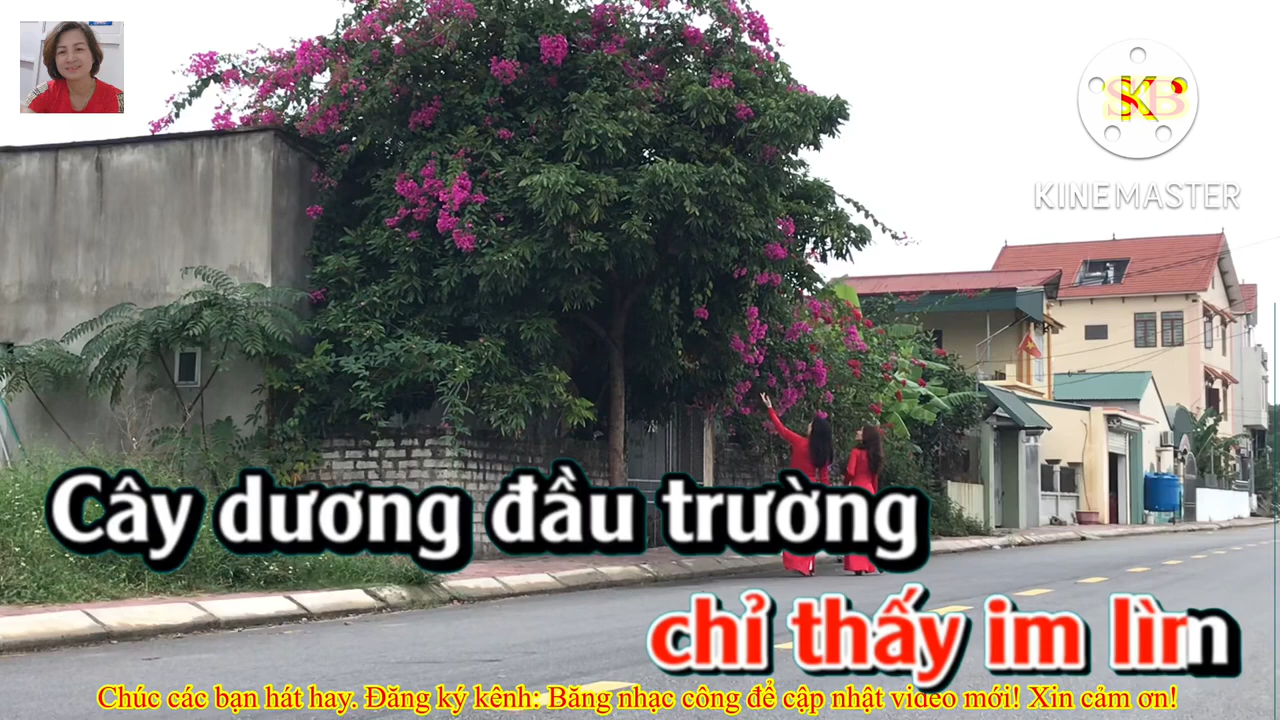 SKB
KINEMASTER
Cây dương đầu trường
chỉ thấy im lìm
Chúc các bạn hát hay. Đăng ký kênh: Băng nhạc công để cập nhật video mới! Xin cảm ơn!